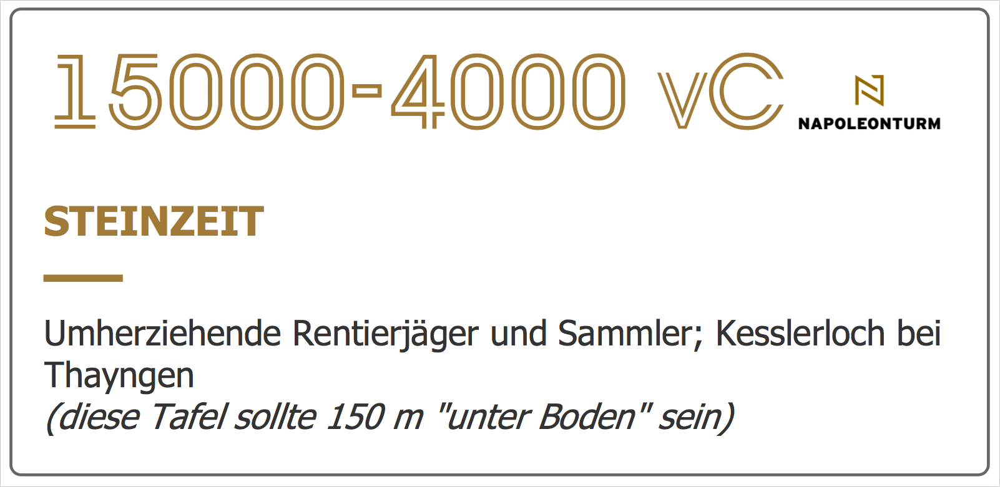 15000-4000 vC
NAPOLEONTURM
STEINZEIT
Umherziehende Rentierjäger und Sammler; Kesslerloch bei
Thayngen
(diese Tafel sollte 150 m "unter Boden" sein)